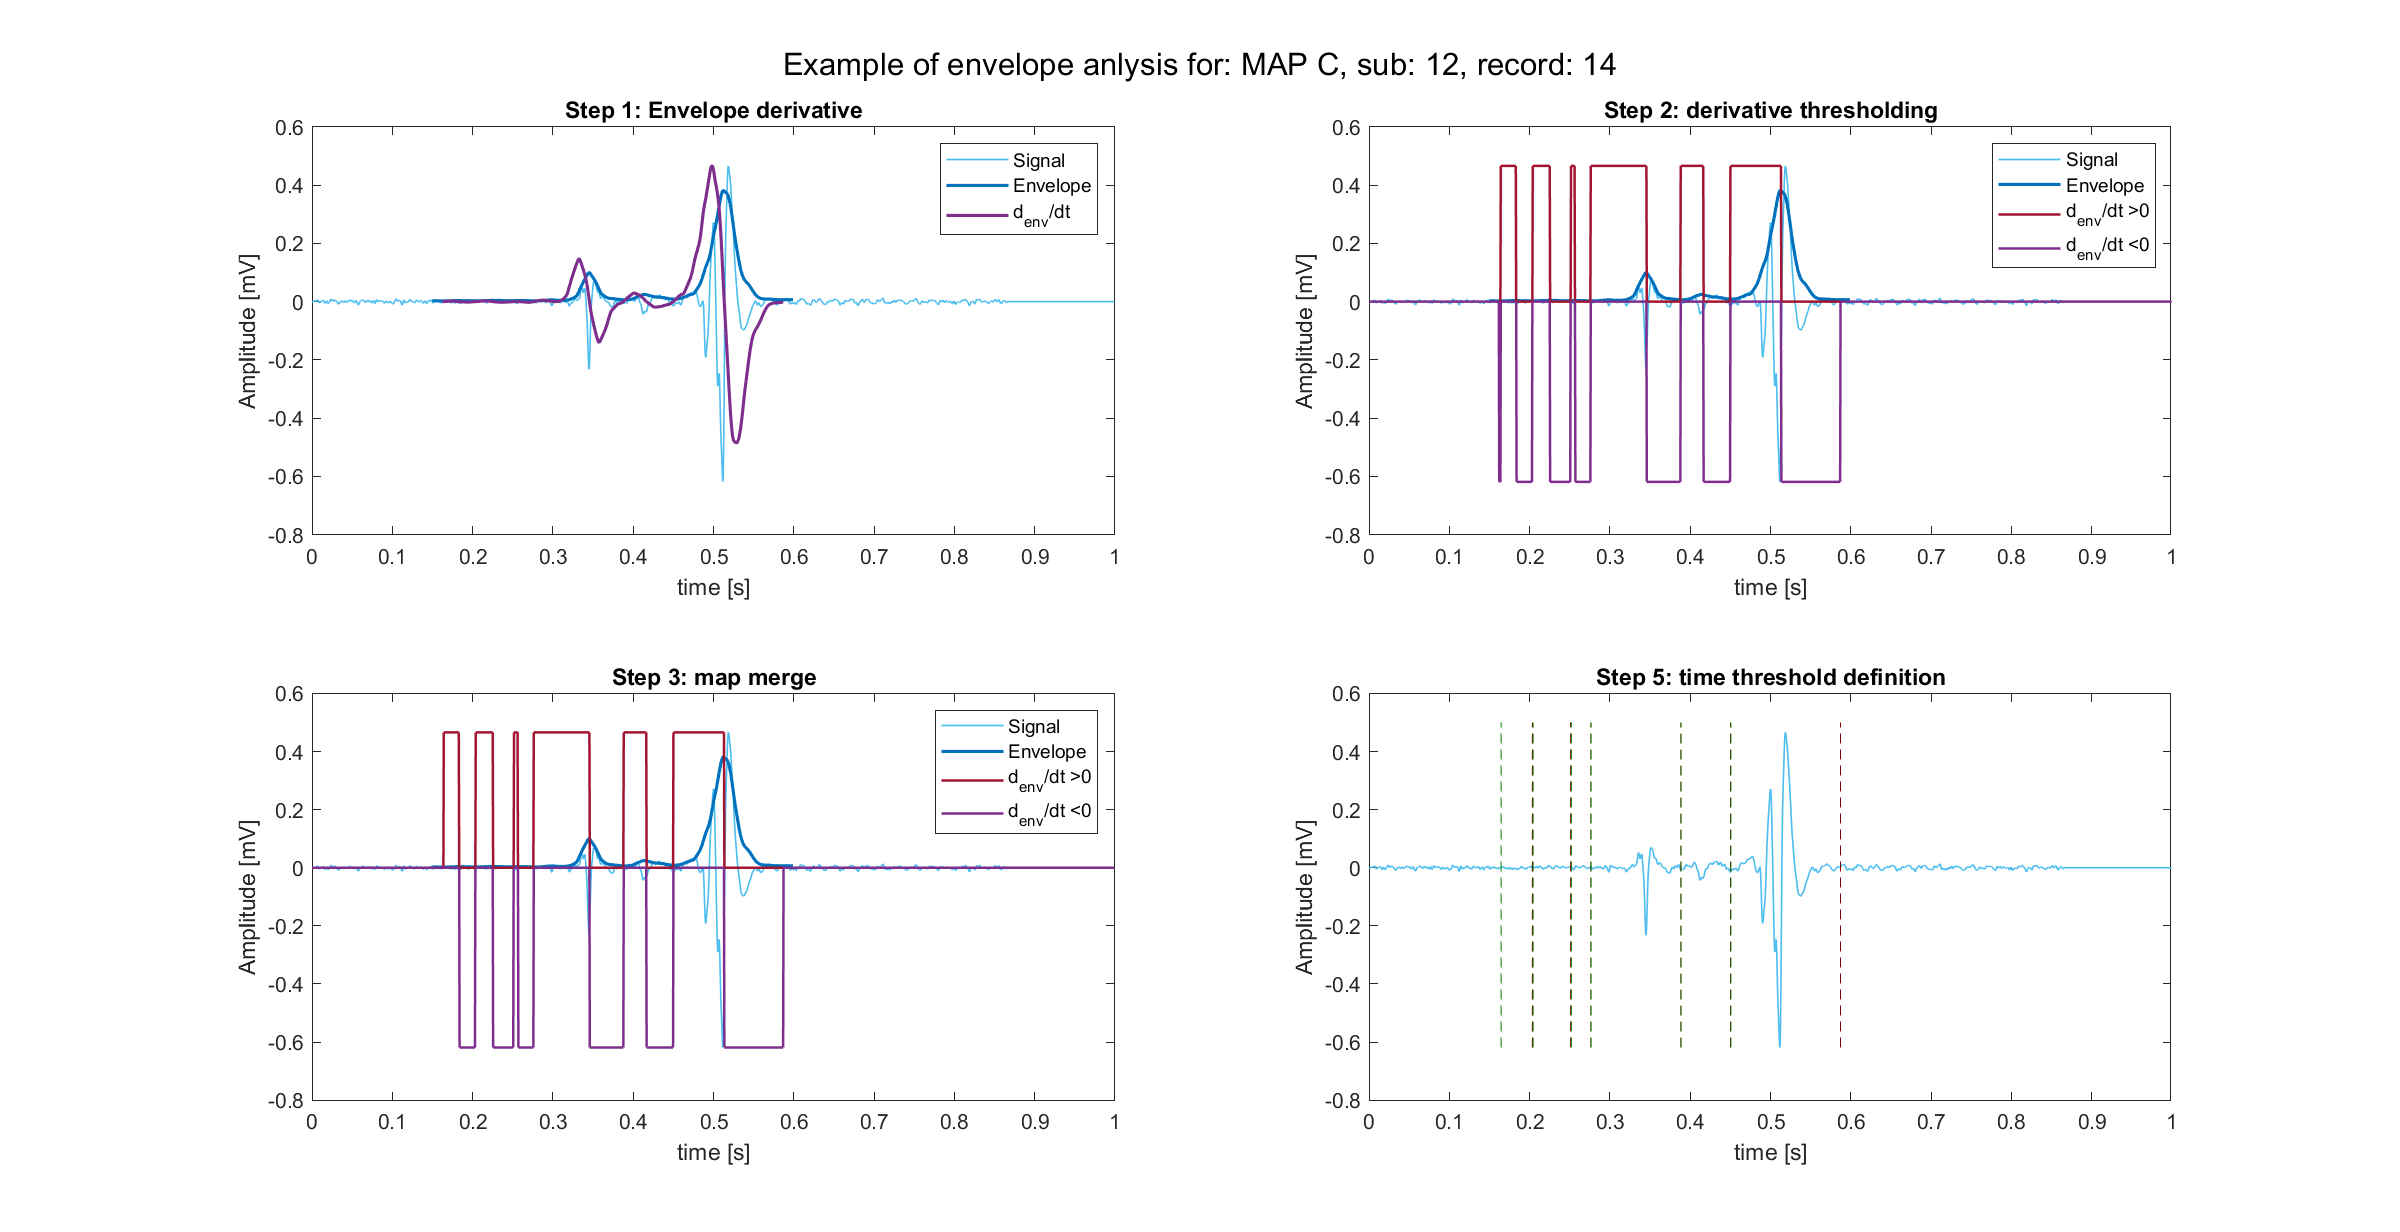 Example of envelope anlysis for: MAP C, sub: 12, record: 14
Step 1: Envelope derivative
0.6
0.4
0.2
0
-0.2
-0.4
-0.6
-0.8
Amplitude [mV]
0 0.1 0.2 0.3 0.4 0.5 0.6 0.7 0.8 0.9 1
time [s]
Signal
Envelope
d_env/dt
Step 2: derivative thresholding
0.6
0.4
0.2
0
-0.2
-0.4
-0.6
-0.8
Amplitude [mV]
0 0.1 0.2 0.3 0.4 0.5 0.6 0.7 0.8 0.9 1
time [s]
Signal
Envelope
d_env/dt >0
d_env/dt <0
Step 3: map merge
0.6
0.4
0.2
0
-0.2
-0.4
-0.6
-0.8
Amplitude [mV]
0 0.1 0.2 0.3 0.4 0.5 0.6 0.7 0.8 0.9 1
time [s]
Signal
Envelope
d_env/dt >0
d_env/dt <0
Step 5: time threshold definition
0.6
0.4
0.2
0
-0.2
-0.4
-0.6
-0.8
Amplitude [mV]
0 0.1 0.2 0.3 0.4 0.5 0.6 0.7 0.8 0.9 1
time [s]